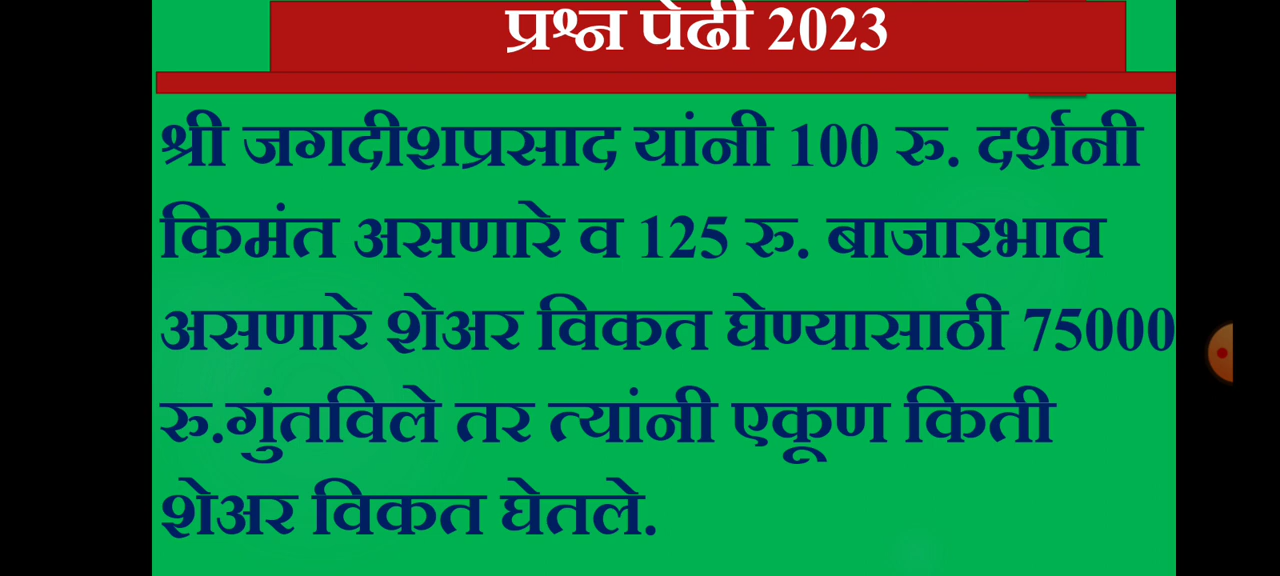 प्रश्न पेढी 2023
श्री जगदीशप्रसाद यांनी 100 रु. दर्शनी
किमंत असणारे व 125 रु. बाजारभाव
असणारे शेअर विकत घेण्यासाठी 75000
रु.गुंतविले तर त्यांनी एकूण किती
शेअर विकत घेतले.